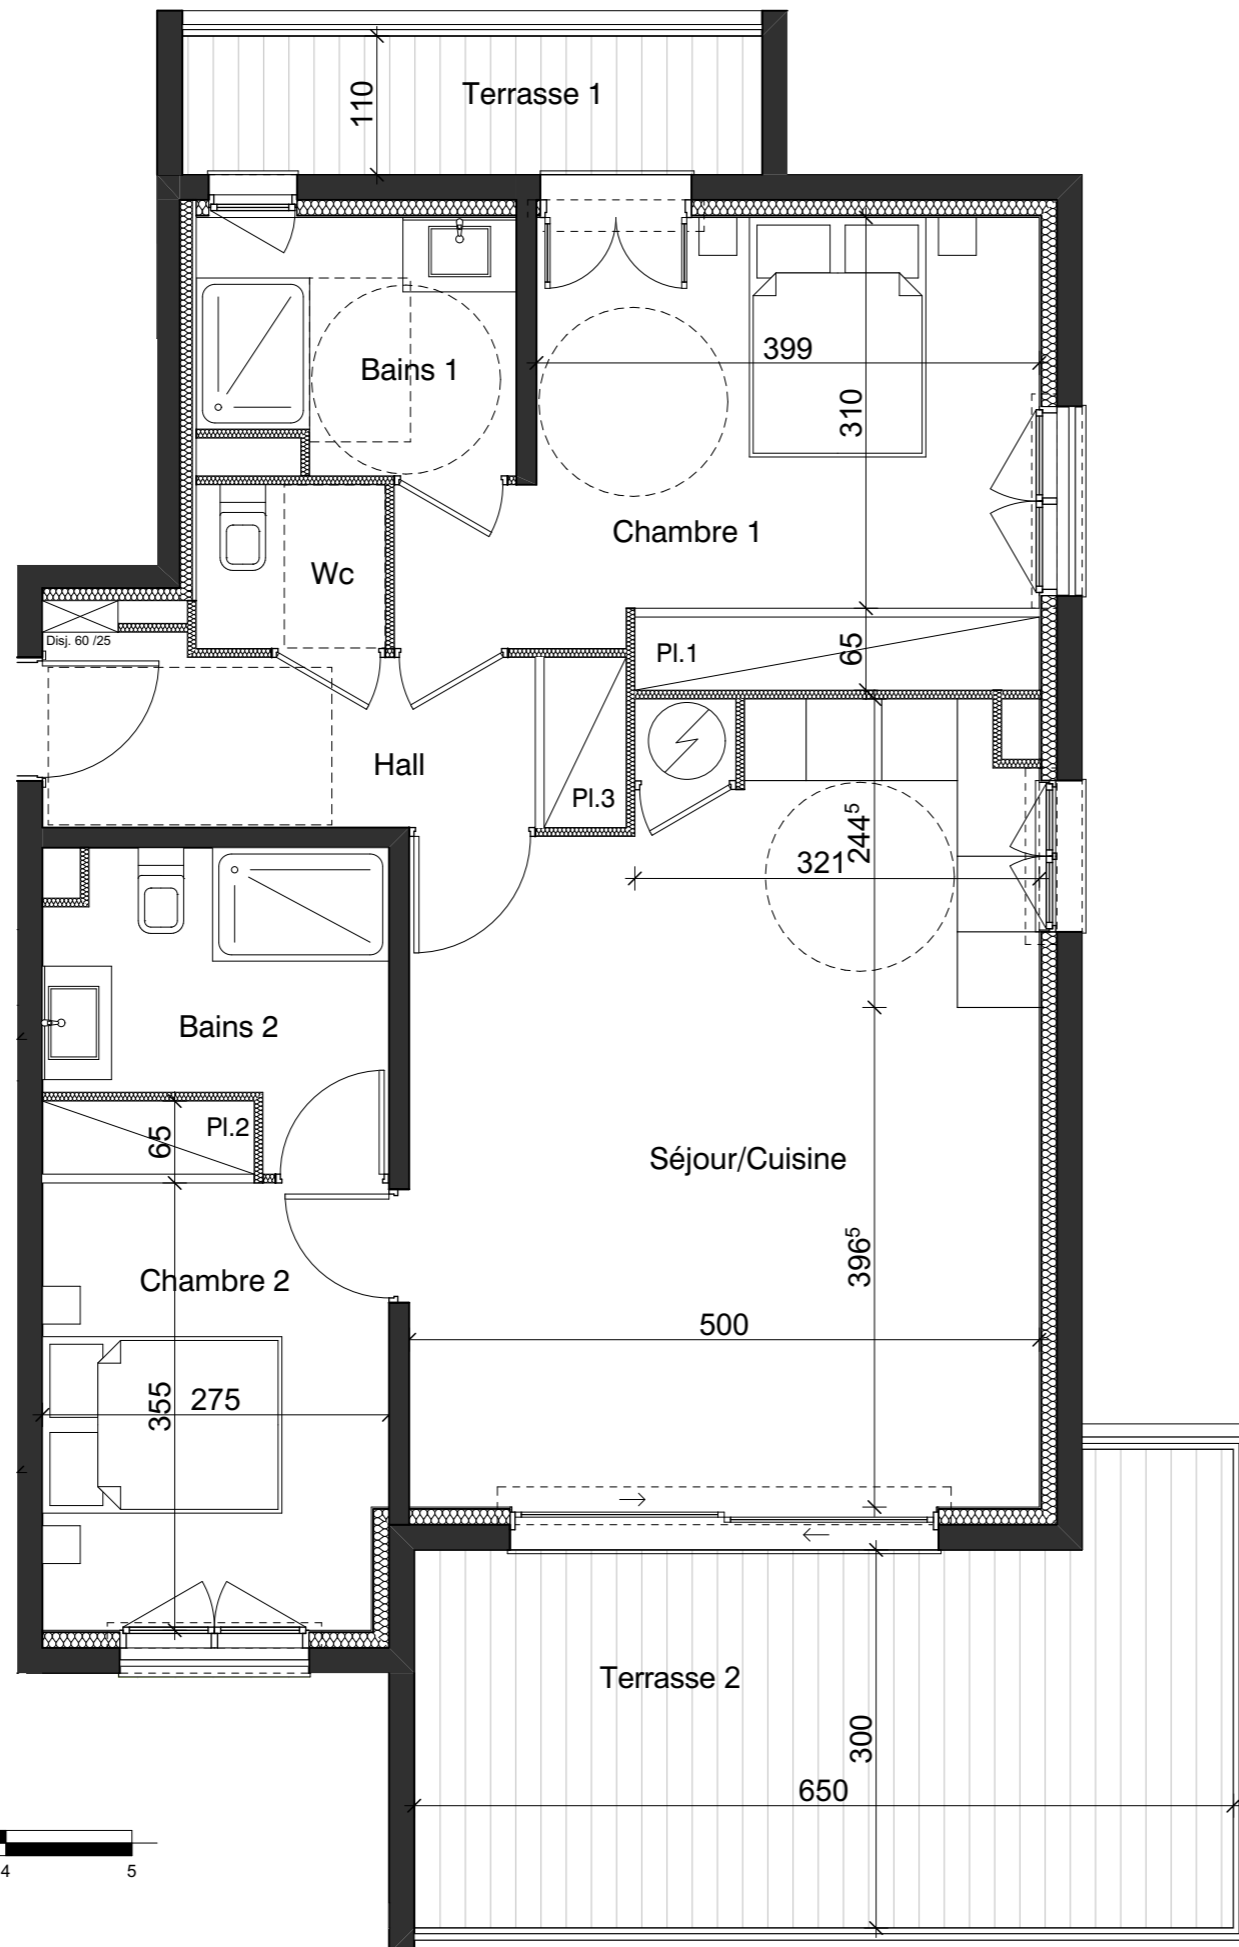 Terrasse 1
110
Bains 1
399
310
Chambre 1
Wc
Disj. 60 /25
Pl.1
65
Hall
Pl.3
244⁵
321
Bains 2
Pl.2
65
Séjour/Cuisine
396⁵
Chambre 2
500
355
275
Terrasse 2
300
650
4
5